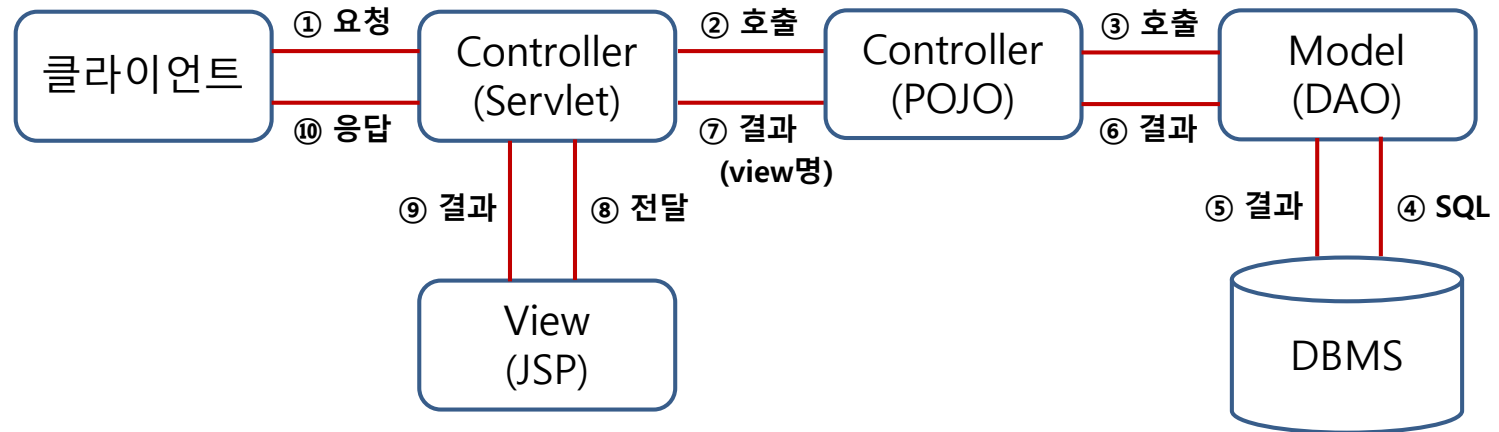 ① 요청
② 호출
③ 호출
클라이언트
Controller
(Servlet)
Controller
(POJO)
Model
(DAO)
⑩ 응답
⑦ 결과
(view명)
⑥ 결과
⑨ 결과
⑧ 전달
⑤ 결과
④ SQL
View
(JSP)
DBMS